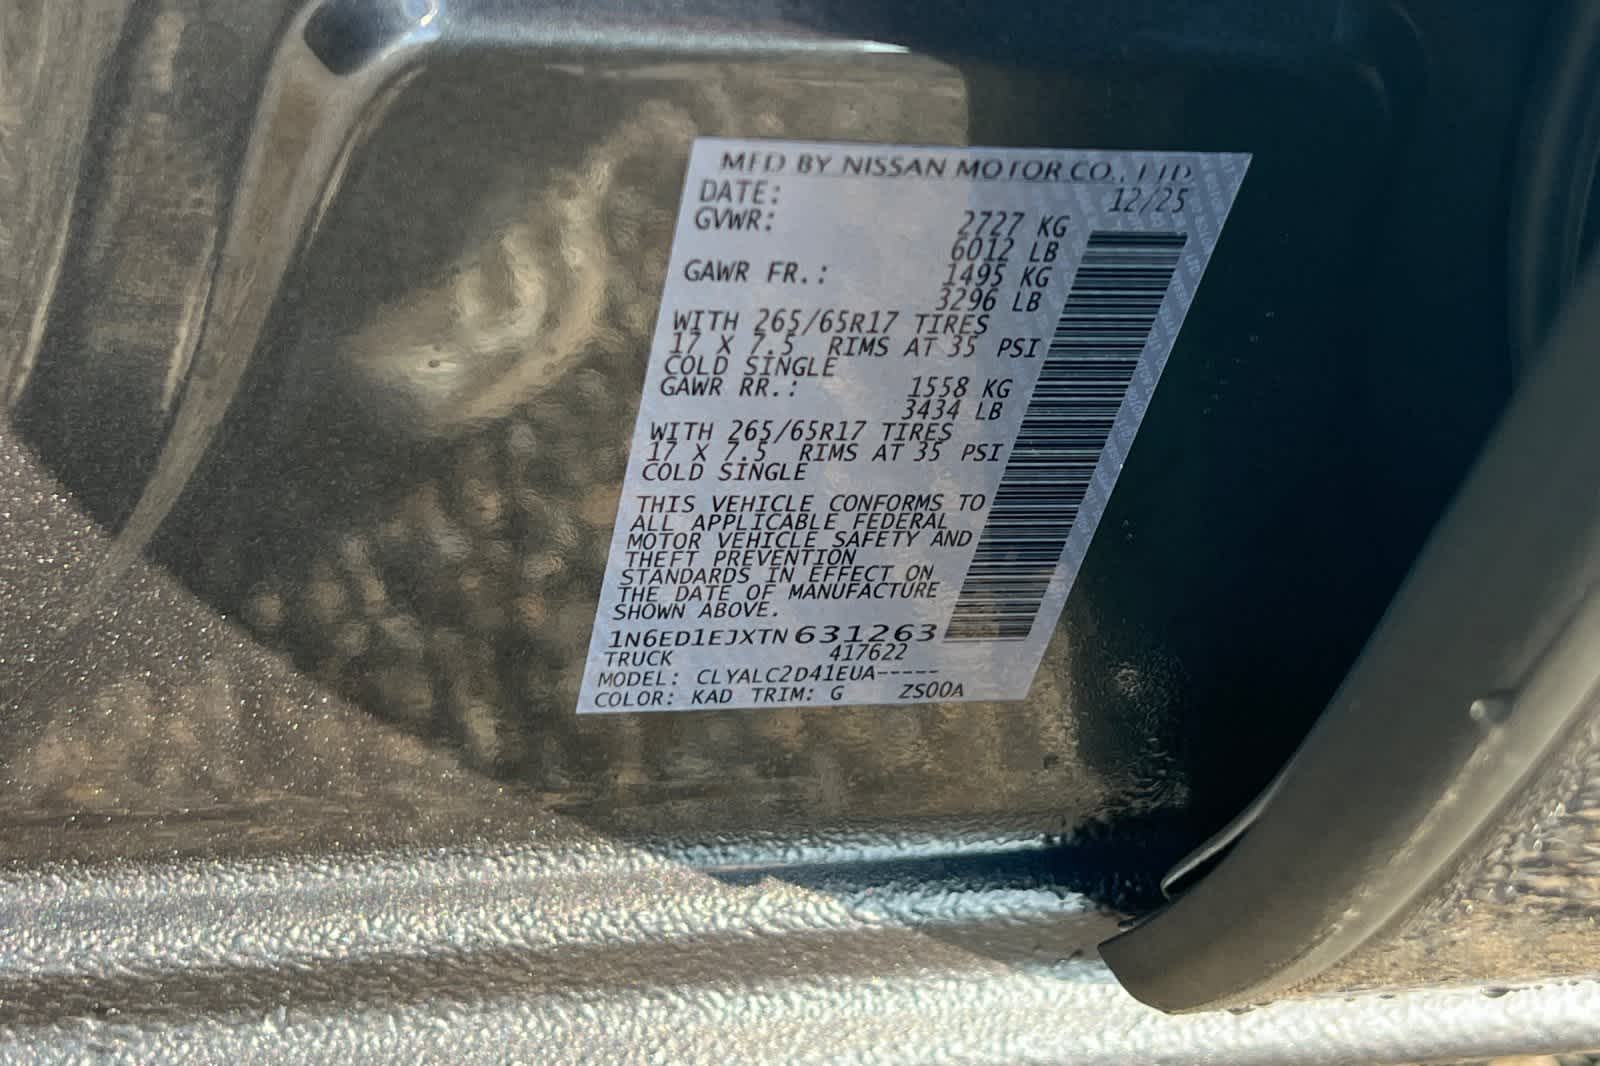 MFD BY NISSAN MOTOR CO., LTD
DATE: 12/25
GVWR: 2727 KG
6012 LB
GAWR FR.: 1495 KG
3296 LB
WITH 265/65R17 TIRES
17 X 7.5 RIMS AT 35 PSI
COLD SINGLE
GAWR RR.: 1558 KG
3434 LB
WITH 265/65R17 TIRES
17 X 7.5 RIMS AT 35 PSI
COLD SINGLE
THIS VEHICLE CONFORMS TO
ALL APPLICABLE FEDERAL
MOTOR VEHICLE SAFETY AND
THEFT PREVENTION
STANDARDS IN EFFECT ON
THE DATE OF MANUFACTURE
SHOWN ABOVE.
1N6ED1EJXTN631263
TRUCK 417622
MODEL: CLYALC2D41EUA-----
COLOR: KAD TRIM: G ZS00A